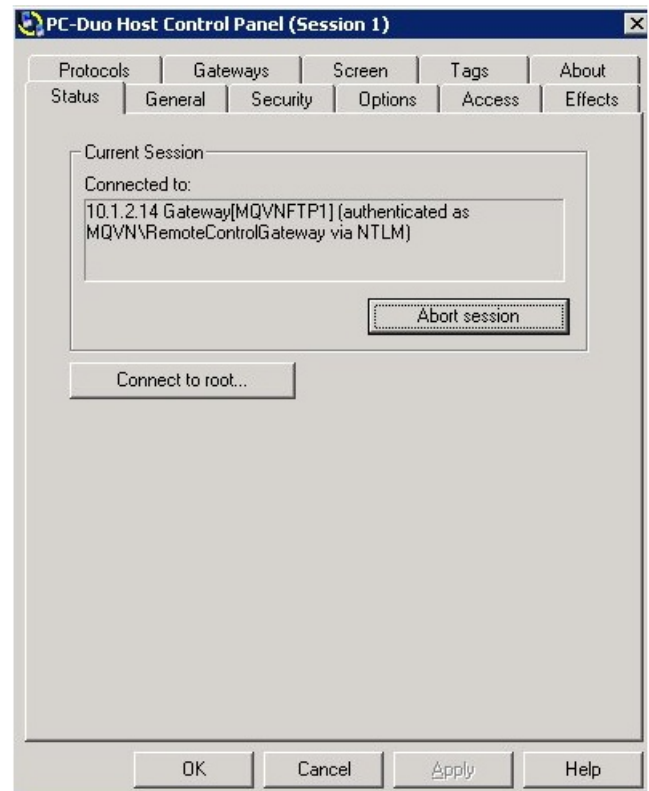 PC-Duo Host Control Panel (Session 1)
Protocols Gateways Screen Tags About
Status General Security Options Access Effects
Current Session
Connected to:
10.1.2.14 Gateway[MQVNFTP1] (authenticated as
MQVN\RemoteControlGateway via NTLM)
Abort session
Connect to root...
OK Cancel Apply Help